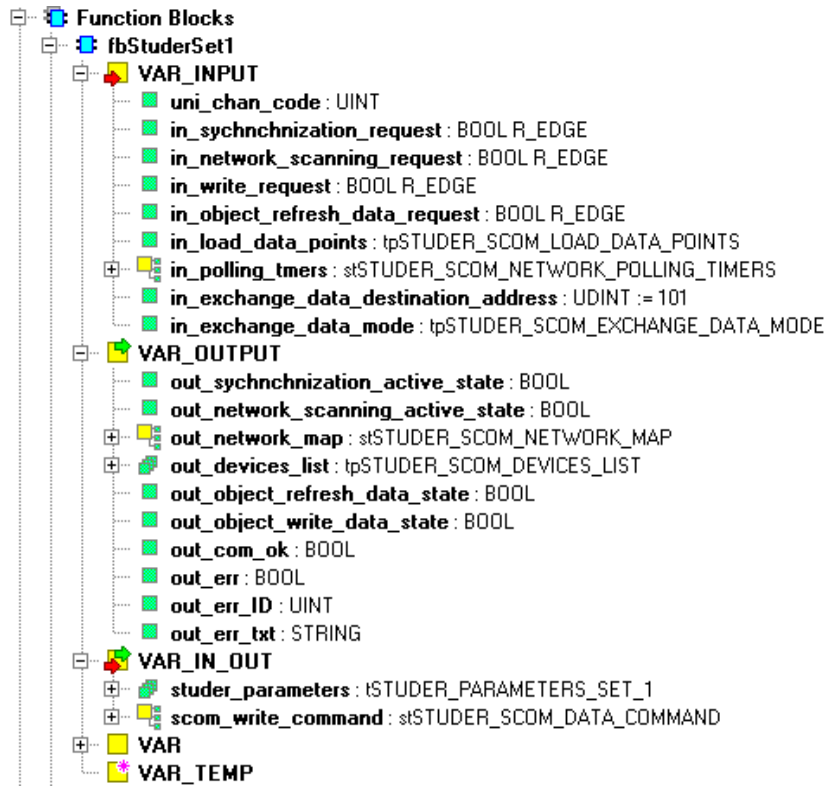 Function Blocks
fbStuderSet1
VAR_INPUT
uni_chan_code : UINT
in_sychnchnization_request : BOOL R_EDGE
in_network_scanning_request : BOOL R_EDGE
in_write_request : BOOL R_EDGE
in_object_refresh_data_request : BOOL R_EDGE
in_load_data_points : tpSTUDER_SCOM_LOAD_DATA_POINTS
in_polling_tmers : stSTUDER_SCOM_NETWORK_POLLING_TIMERS
in_exchange_data_destination_address : UDINT := 101
in_exchange_data_mode : tpSTUDER_SCOM_EXCHANGE_DATA_MODE
VAR_OUTPUT
out_sychnchnization_active_state : BOOL
out_network_scanning_active_state : BOOL
out_network_map : stSTUDER_SCOM_NETWORK_MAP
out_devices_list : tpSTUDER_SCOM_DEVICES_LIST
out_object_refresh_data_state : BOOL
out_object_write_data_state : BOOL
out_com_ok : BOOL
out_err : BOOL
out_err_ID : UINT
out_err_txt : STRING
VAR_IN_OUT
studer_parameters : tSTUDER_PARAMETERS_SET_1
scom_write_command : stSTUDER_SCOM_DATA_COMMAND
VAR
VAR_TEMP